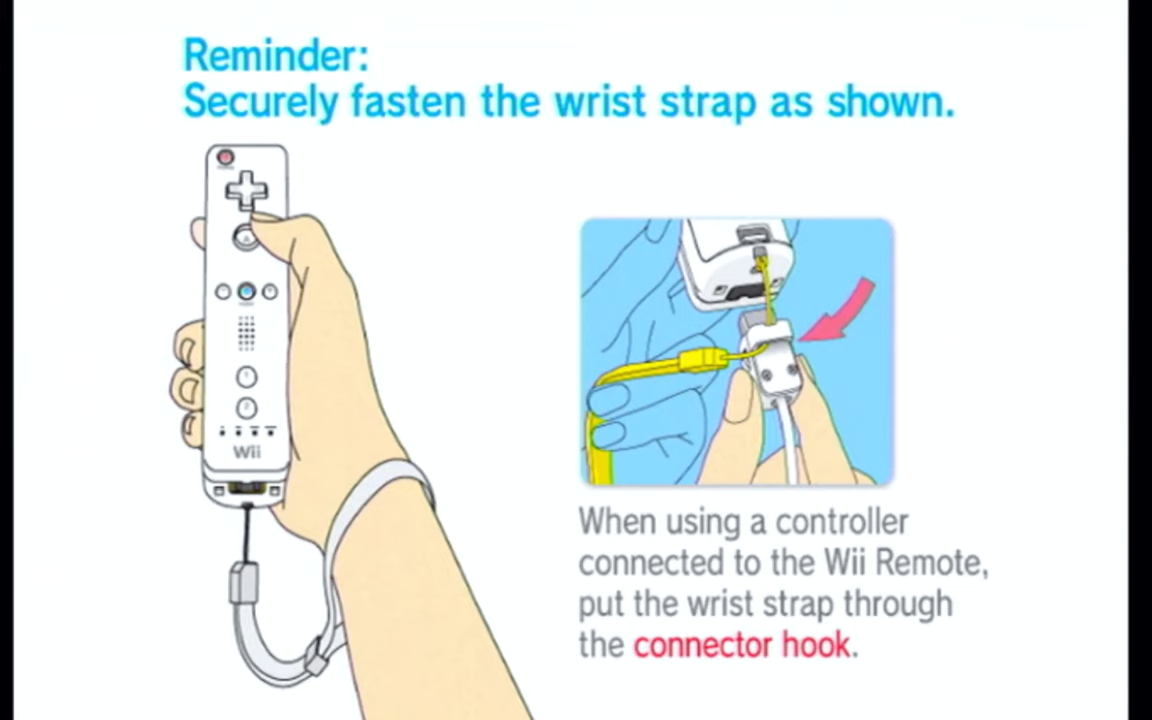 Reminder:
Securely fasten the wrist strap as shown.
Wii
When using a controller
connected to the Wii Remote,
put the wrist strap through
the connector hook.